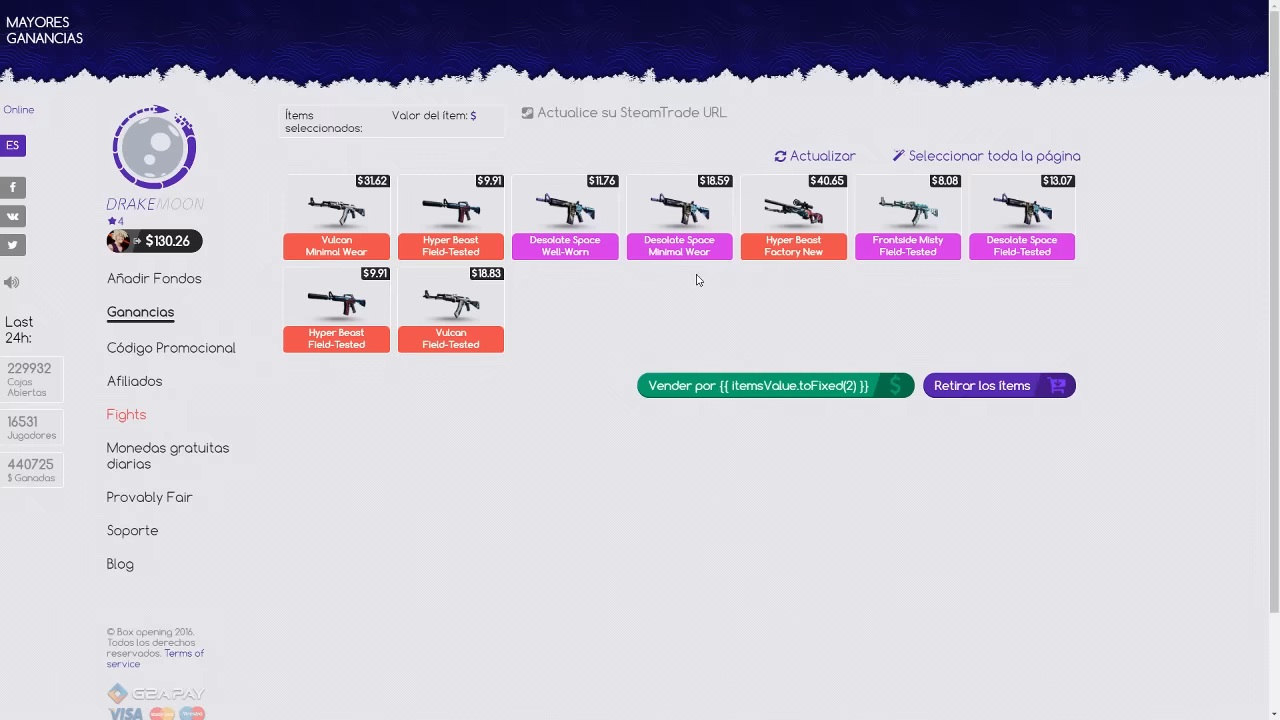 MAYORES
GANANCIAS
Online
ES
DRAKEMOON
4
$130.26
Añadir Fondos
Ganancias
Código Promocional
Afiliados
Fights
Monedas gratuitas
diarias
Provably Fair
Soporte
Blog
Last
24h:
229932
Cajas
Abiertas
16531
Jugadores
440725
$ Ganadas
Ítems
seleccionados:
Valor del ítem: $
Actualice su SteamTrade URL
Actualizar
Seleccionar toda la página
$31.62
Vulcan
Minimal Wear
$9.91
Hyper Beast
Field-Tested
$11.76
Desolate Space
Well-Worn
$18.59
Desolate Space
Minimal Wear
$40.65
Hyper Beast
Factory New
$8.08
Frontside Misty
Field-Tested
$13.07
Desolate Space
Field-Tested
$9.91
Hyper Beast
Field-Tested
$18.83
Vulcan
Field-Tested
Vender por {{ itemsValue.toFixed(2) }}
$
Retirar los ítems
© Box opening 2016.
Todos los derechos
reservados. Terms of
service
G2A PAY
VISA